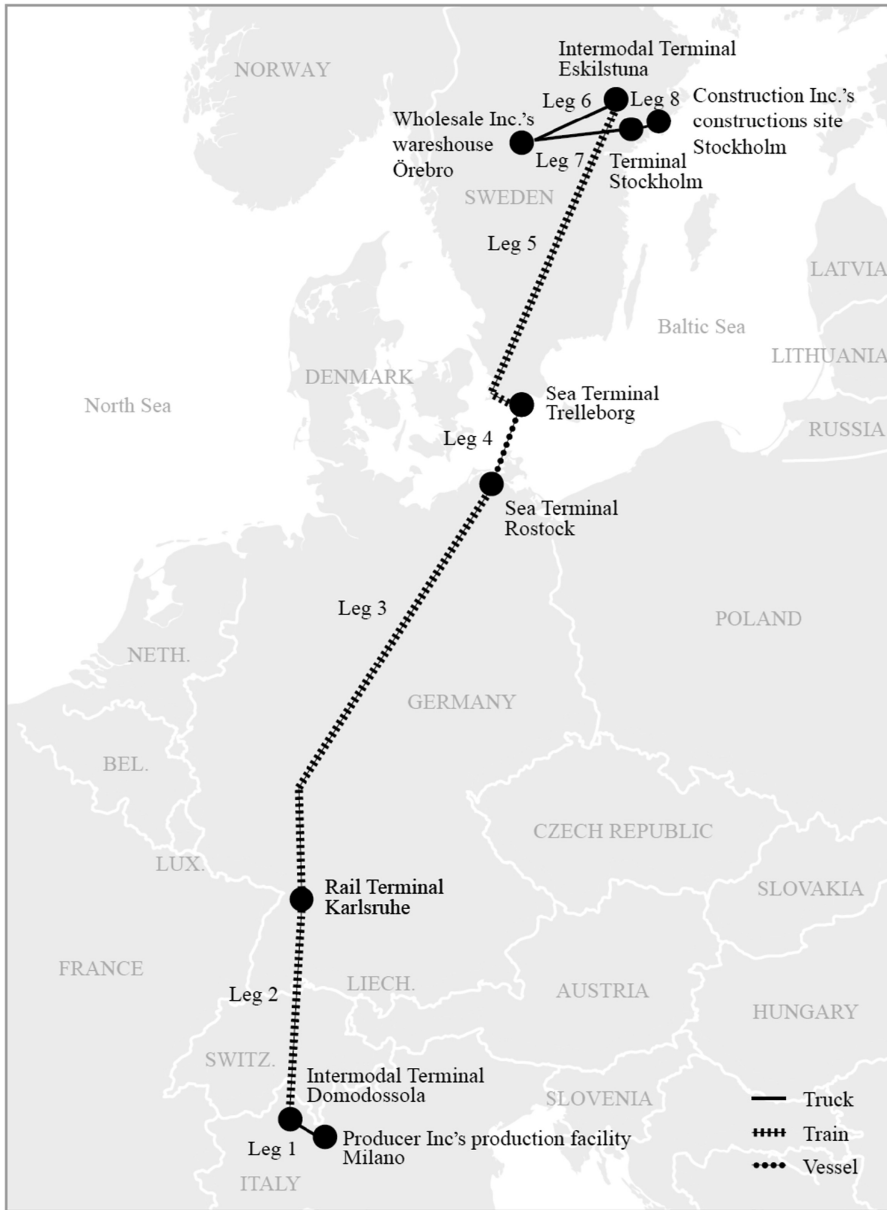 NORWAY
Intermodal Terminal
Eskilstuna
Leg 6
Leg 8
Construction Inc.'s
constructions site
Stockholm
Wholesale Inc.'s
wareshouse
Örebro
Leg 7
Terminal
Stockholm
SWEDEN
Leg 5
LATVIA
Baltic Sea
LITHUANIA
DENMARK
North Sea
Sea Terminal
Trelleborg
RUSSIA
Leg 4
Sea Terminal
Rostock
Leg 3
POLAND
NETH.
GERMANY
BEL.
CZECH REPUBLIC
LUX.
Rail Terminal
Karlsruhe
SLOVAKIA
FRANCE
Leg 2
LIECH.
AUSTRIA
HUNGARY
SWITZ.
Intermodal Terminal
Domodossola
SLOVENIA
Truck
Leg 1
Producer Inc's production facility
Milano
Train
Vessel
ITALY